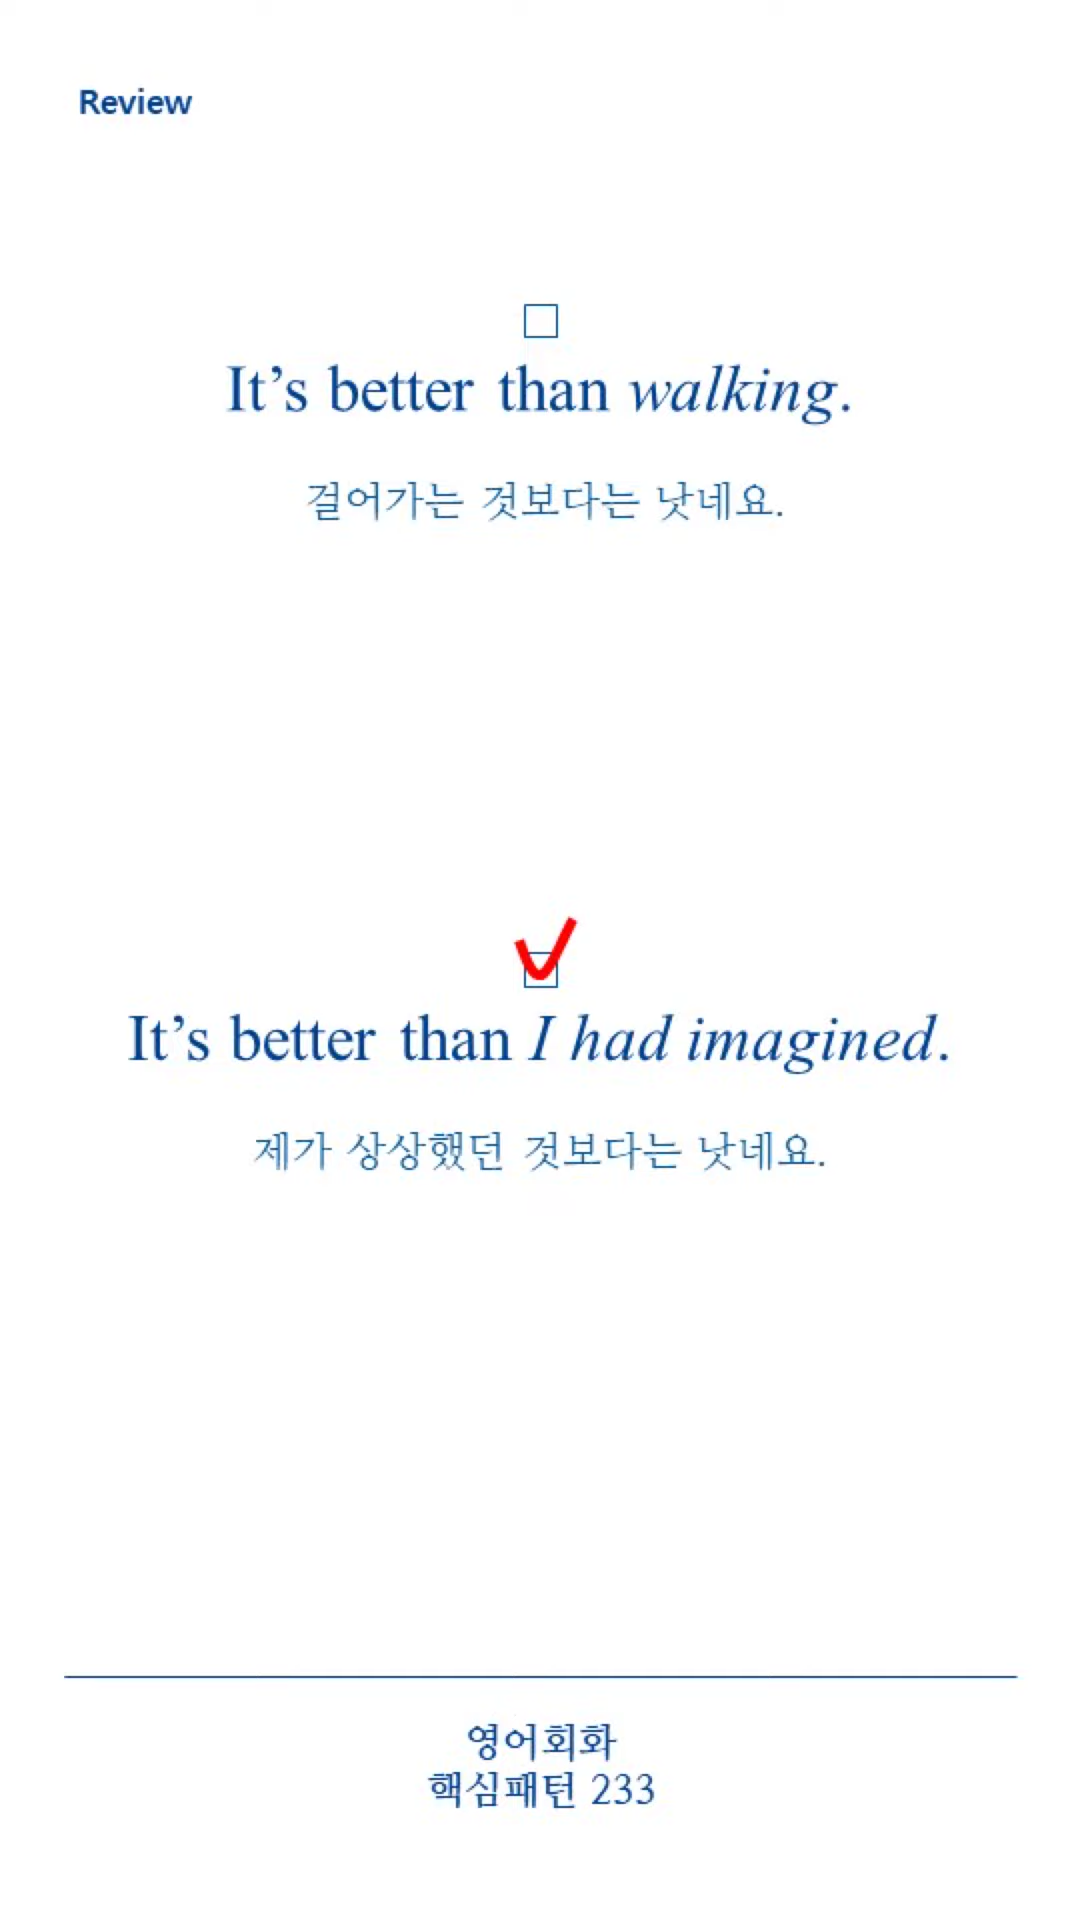 Review
It’s better than walking.
걸어가는 것보다는 낫네요.
It’s better than I had imagined.
제가 상상했던 것보다는 낫네요.
영어회화
핵심패턴 233